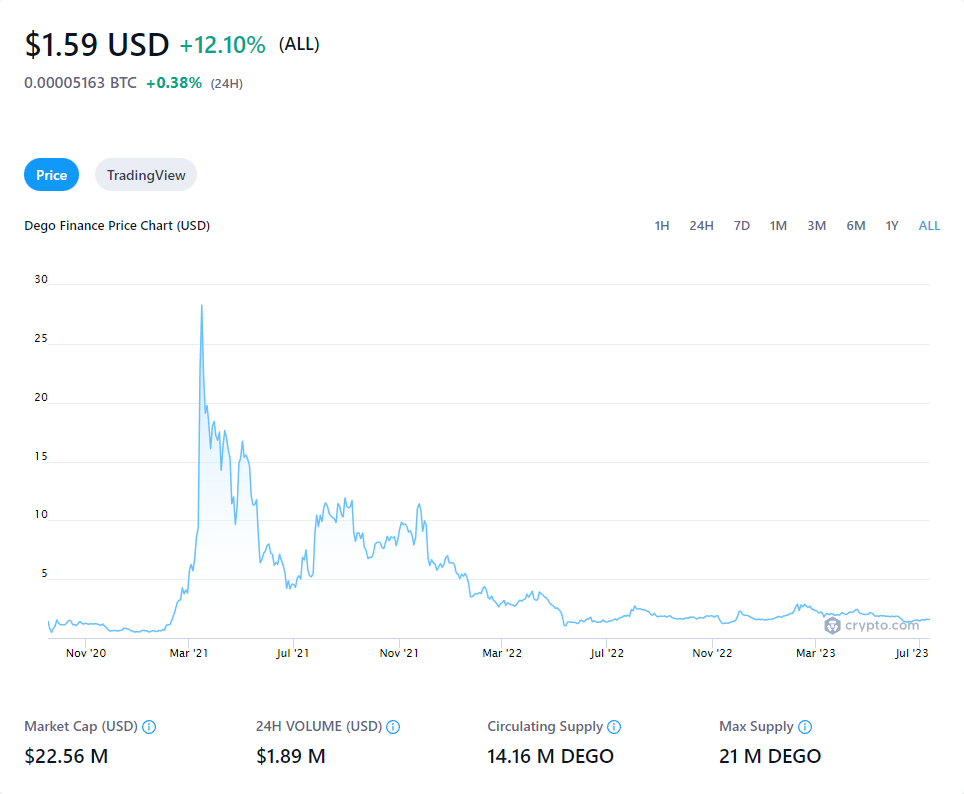 $1.59 USD +12.10% (ALL)
0.00005163 BTC +0.38% (24H)
Price TradingView
Dego Finance Price Chart (USD) 1H 24H 7D 1M 3M 6M 1Y ALL
30
25
20
15
10
5
crypto.com
Nov '20 Mar '21 Jul '21 Nov '21 Mar '22 Jul '22 Nov '22 Mar '23 Jul '23
Market Cap (USD) 24H VOLUME (USD) Circulating Supply Max Supply
$22.56 M $1.89 M 14.16 M DEGO 21 M DEGO